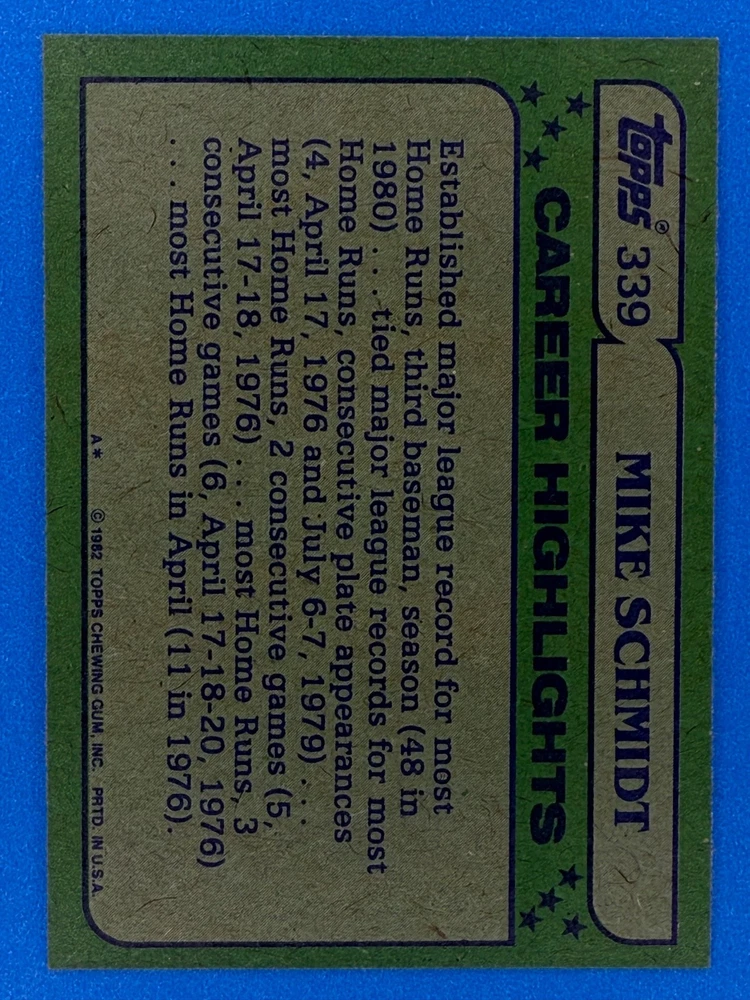 topps® 339 MIKE SCHMIDT
CAREER HIGHLIGHTS
Established major league record for most
Home Runs, third baseman, season (48 in
1980) . . . tied major league records for most
Home Runs, consecutive plate appearances
(4, April 17, 1976 and July 6-7, 1979) . . .
most Home Runs, 2 consecutive games (5,
April 17-18, 1976) . . . most Home Runs, 3
consecutive games (6, April 17-18-20, 1976)
. . . most Home Runs in April (11 in 1976).
A* © 1982 TOPPS CHEWING GUM, INC. PRTD. IN U.S.A.